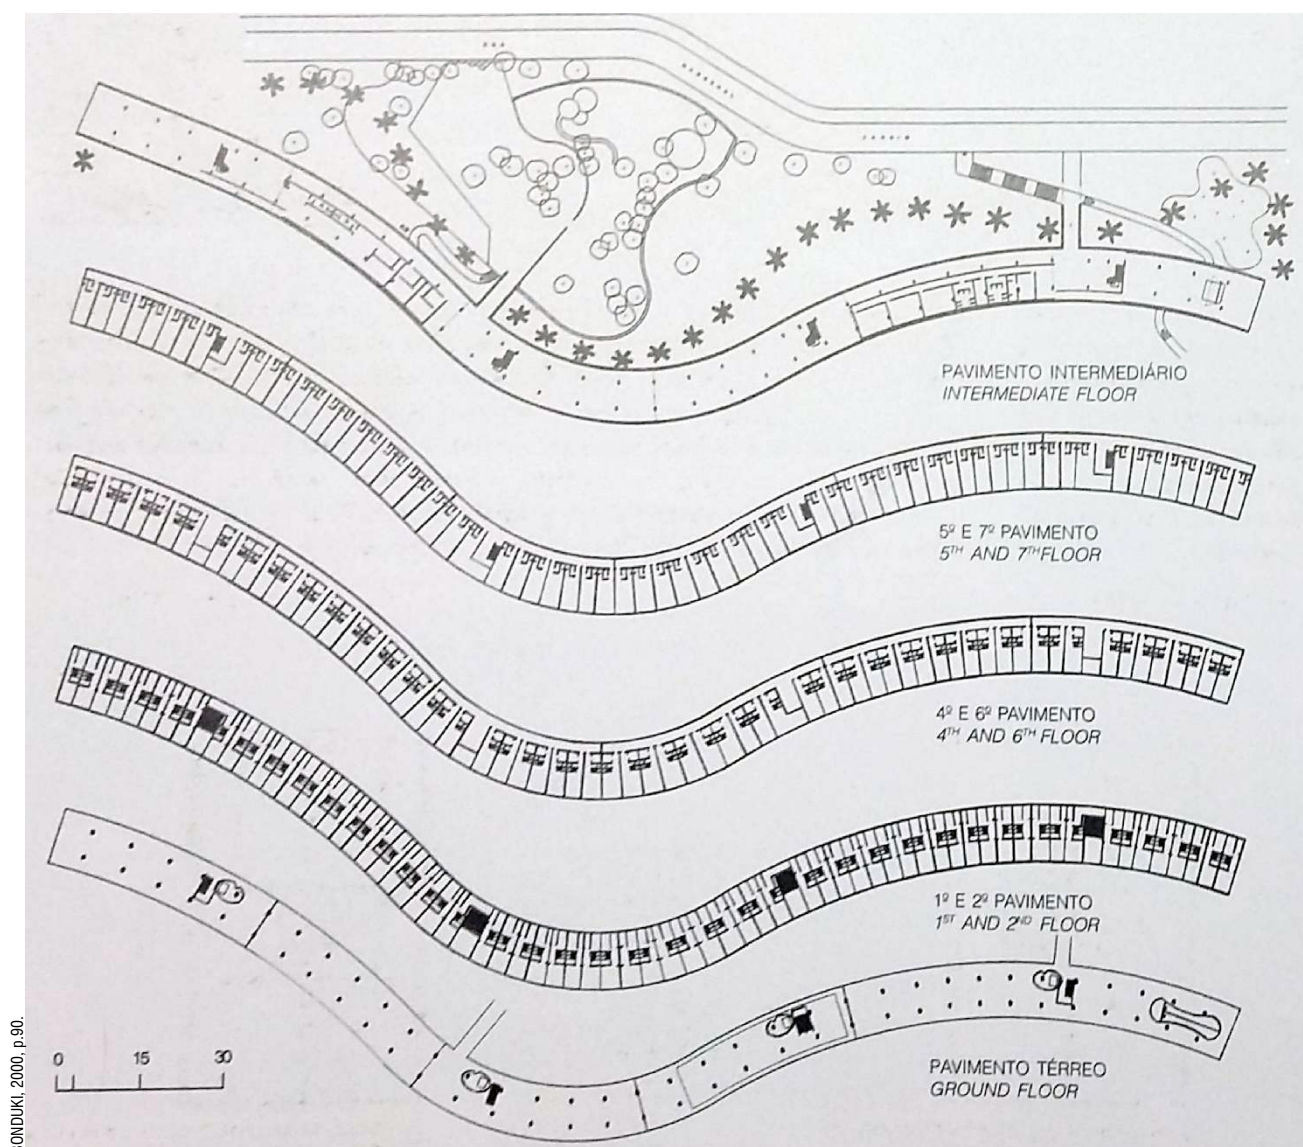 PAVIMENTO INTERMEDIÁRIO
INTERMEDIATE FLOOR
5º E 7º PAVIMENTO
5TH AND 7TH FLOOR
4º E 6º PAVIMENTO
4TH AND 6TH FLOOR
1º E 2º PAVIMENTO
1ST AND 2ND FLOOR
PAVIMENTO TÉRREO
GROUND FLOOR
0 15 30
BONDUKI, 2000, p.90.